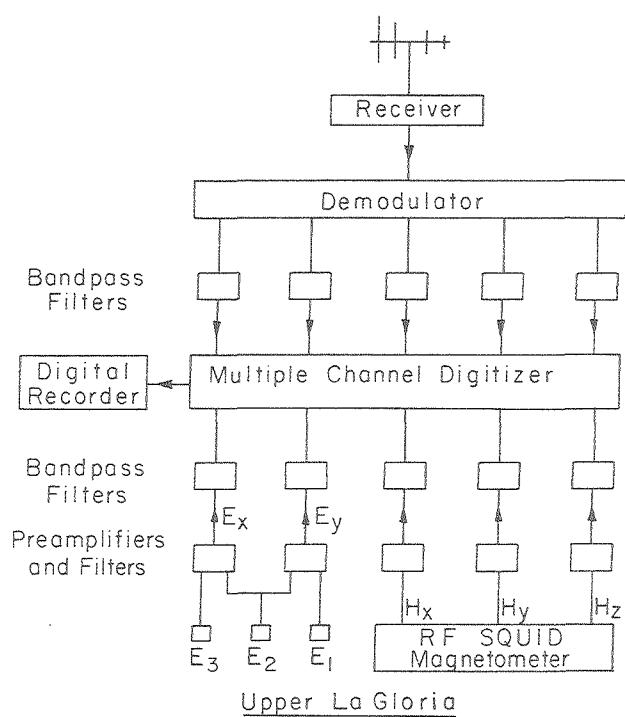 Receiver
Demodulator
Bandpass
Filters
Digital
Recorder
Multiple Channel Digitizer
Bandpass
Filters
Ex
Ey
Preamplifiers
and Filters
Hx
Hy
Hz
E3
E2
E1
RF SQUID
Magnetometer
Upper La Gloria